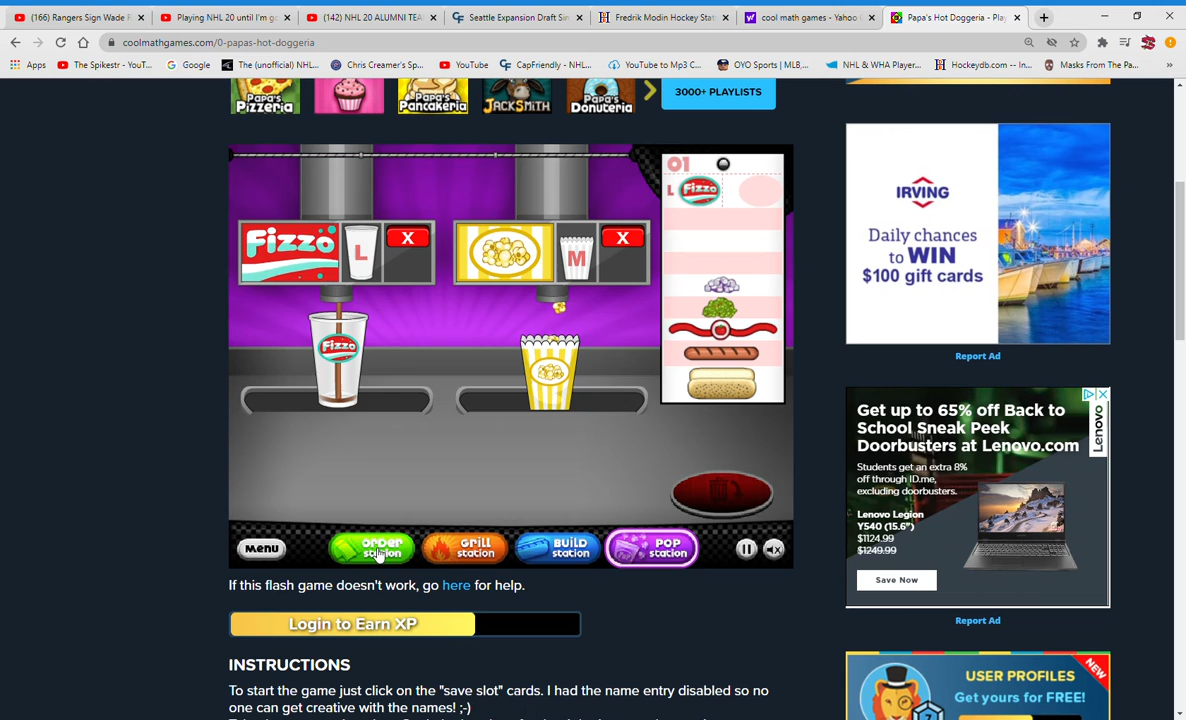 (166) Rangers Sign Wade R
Playing NHL 20 until I'm go
(142) NHL 20 ALUMNI TEA
Seattle Expansion Draft Sim
Fredrik Modin Hockey Stat
cool math games - Yahoo
Papa's Hot Doggeria - Play
coolmathgames.com/0-papas-hot-doggeria
Apps
The Spikestr - YouT...
Google
The (unofficial) NHL...
Chris Creamer's Sp...
YouTube
CapFriendly - NHL...
YouTube to Mp3 C...
OYO Sports | MLB,...
NHL & WHA Player...
Hockeydb.com -- In...
Masks From The Pa...
»
Papa's Pizzeria
Papa's Pancakeria
JACKSMITH
Papa's Donuteria
3000+ PLAYLISTS
Fizzo
L
X
M
X
01
L Fizzo
Fizzo
Menu
ORDER station
GRILL station
BUILD station
POP station
If this flash game doesn't work, go here for help.
Login to Earn XP
INSTRUCTIONS
To start the game just click on the "save slot" cards. I had the name entry disabled so no
one can get creative with the names! ;-)
IRVING
Daily chances
to WIN
$100 gift cards
Report Ad
Get up to 65% off Back to
School Sneak Peek
Doorbusters at Lenovo.com
Students get an extra 8%
off through ID.me,
excluding doorbusters.
Lenovo Legion
Y540 (15.6")
$1124.99
$1249.99
Save Now
Lenovo
Report Ad
NEW
USER PROFILES
Get yours for FREE!